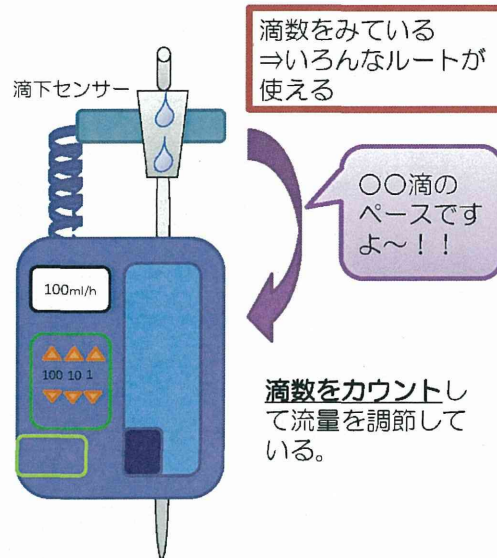 滴数をみている
⇒いろんなルートが
使える
滴下センサー
〇〇滴の
ペースです
よ～！！
100ml/h
100 10 1
滴数をカウントし
て流量を調節して
いる。